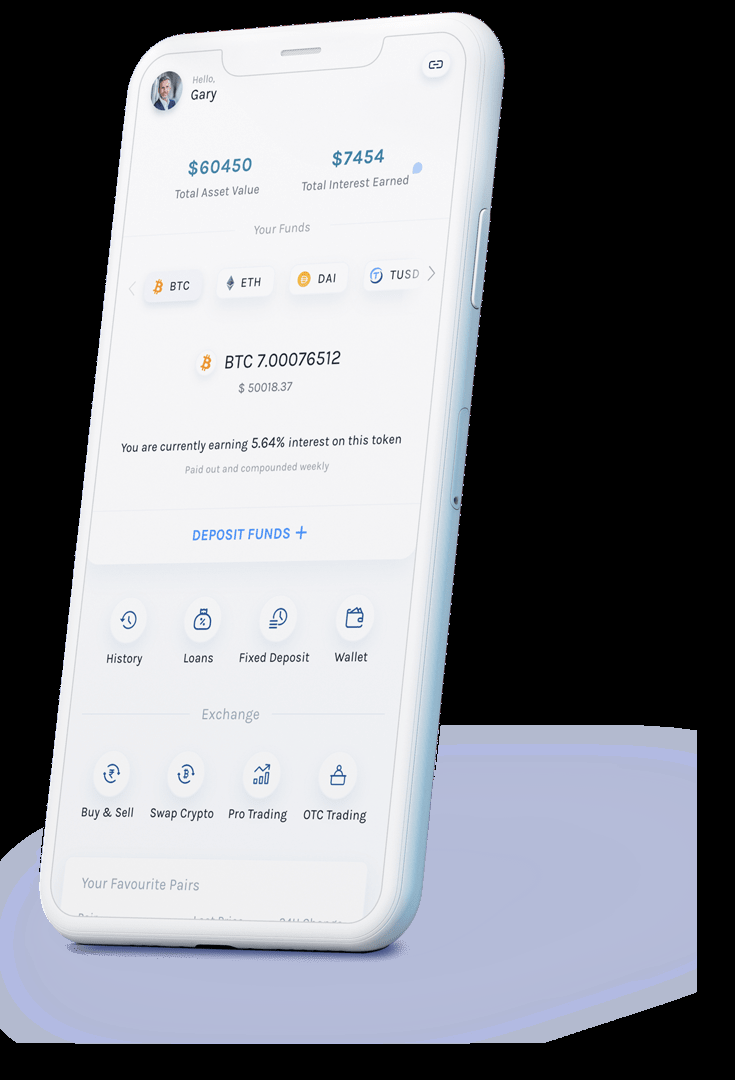 Hello,
Gary
$60450
Total Asset Value
$7454
Total Interest Earned
Your Funds
BTC
ETH
DAI
TUSD
BTC 7.00076512
$ 50018.37
You are currently earning 5.64% interest on this token
Paid out and compounded weekly
DEPOSIT FUNDS +
History
Loans
Fixed Deposit
Wallet
Exchange
Buy & Sell
Swap Crypto
Pro Trading
OTC Trading
Your Favourite Pairs